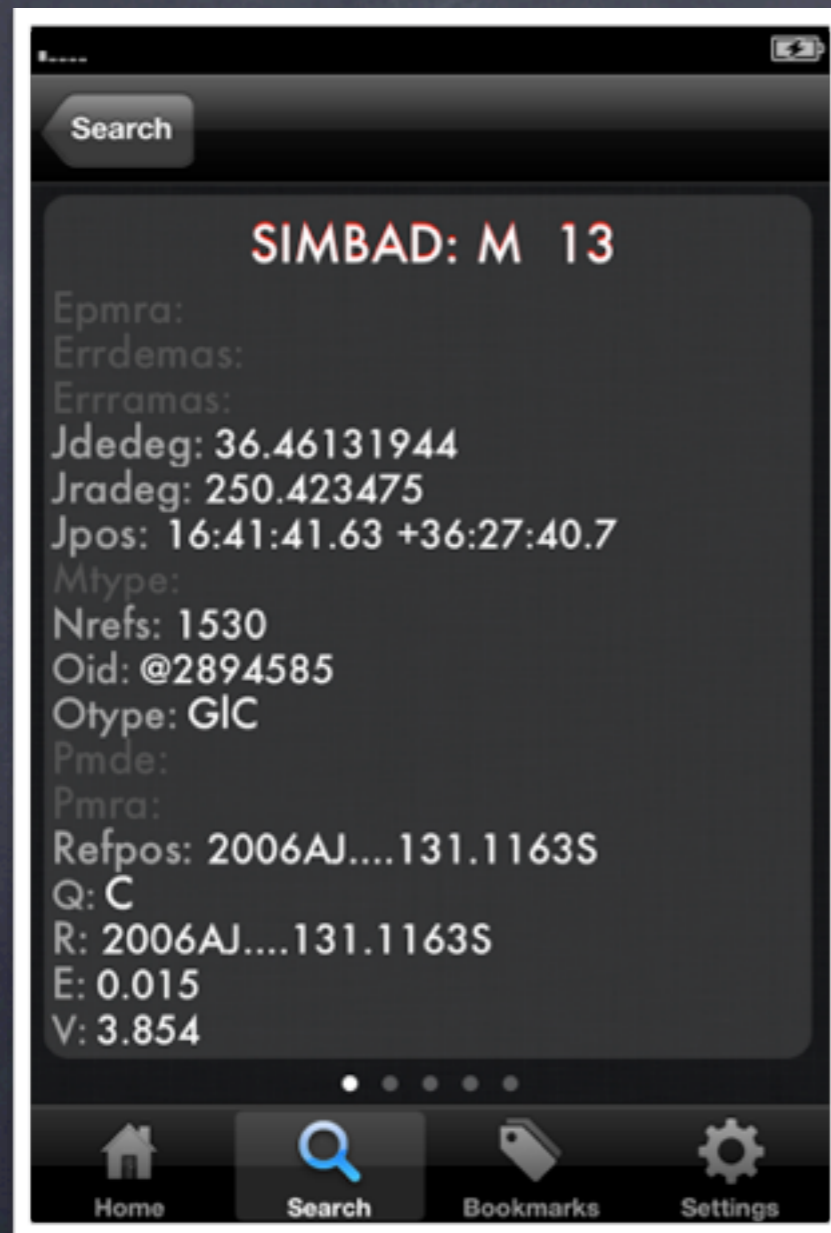 Search
SIMBAD: M 13
Epmra:
Errdemas:
Errramas:
Jdedeg: 36.46131944
Jradeg: 250.423475
Jpos: 16:41:41.63 +36:27:40.7
Mtype:
Nrefs: 1530
Oid: @2894585
Otype: GlC
Pmde:
Pmra:
Refpos: 2006AJ....131.1163S
Q: C
R: 2006AJ....131.1163S
E: 0.015
V: 3.854
Home Search Bookmarks Settings